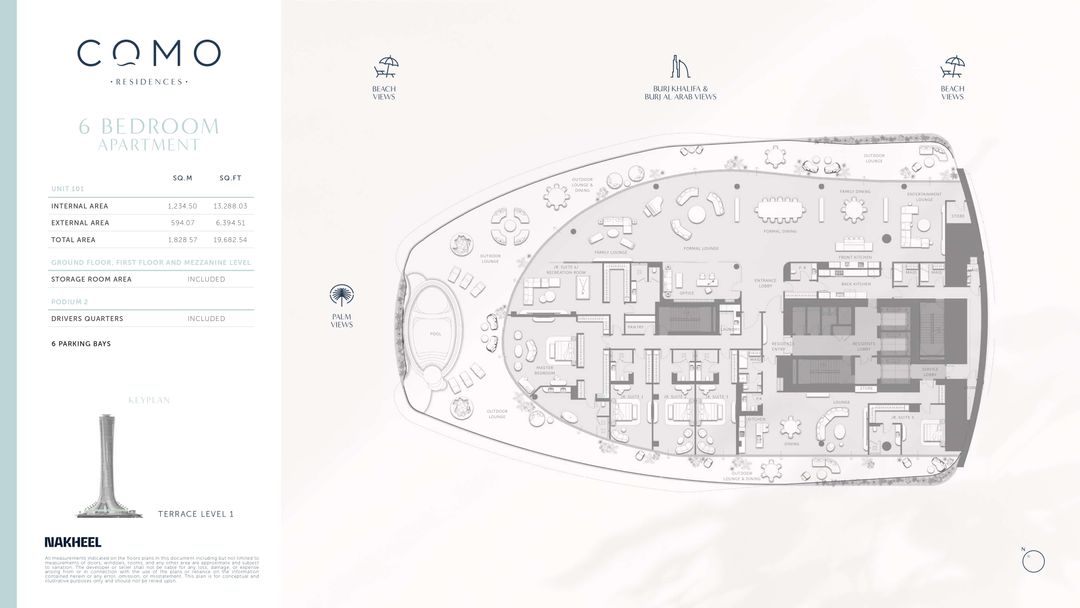 COMO
• RESIDENCES •
6 BEDROOM
APARTMENT
SQ.M SQ.FT
UNIT 101
INTERNAL AREA 1,234.50 13,288.03
EXTERNAL AREA 594.07 6,394.51
TOTAL AREA 1,828.57 19,682.54
GROUND FLOOR, FIRST FLOOR AND MEZZANINE LEVEL
STORAGE ROOM AREA INCLUDED
PODIUM 2
DRIVERS QUARTERS INCLUDED
6 PARKING BAYS
KEYPLAN
TERRACE LEVEL 1
NAKHEEL
All measurements indicated on the floors plans in this document including but not limited to
measurements of doors, windows, rooms, and any other area are approximate and subject
to variation. The developer or seller shall not be liable for any loss, damage, or expense
arising from or in connection with the use of the plans or reliance on the information
contained herein or any error, omission, or misstatement. This plan is for conceptual and
illustrative purposes only and should not be relied upon.
BEACH
VIEWS
BURJ KHALIFA &
BURJ AL ARAB VIEWS
BEACH
VIEWS
PALM
VIEWS
OUTDOOR
LOUNGE
OUTDOOR
LOUNGE &
DINING
FAMILY DINING
ENTERTAINMENT
LOUNGE
STORE
FORMAL DINING
FORMAL LOUNGE
FAMILY LOUNGE
OUTDOOR
LOUNGE
FRONT KITCHEN
JR. SUITE 4/
RECREATION ROOM
P.R.
MAID
MAID
ENTRANCE
LOBBY
BACK KITCHEN
OFFICE
POOL
PANTRY
LAUNDRY
RESIDENTS
ENTRY
RESIDENTS
LOBBY
MASTER
BEDROOM
MAID
SERVICE
LOBBY
STORE
JR. SUITE 1
JR. SUITE 3
P.R.
LOUNGE
OUTDOOR
LOUNGE
KITCHEN
JR. SUITE 5
DINING
OUTDOOR
LOUNGE & DINING
N